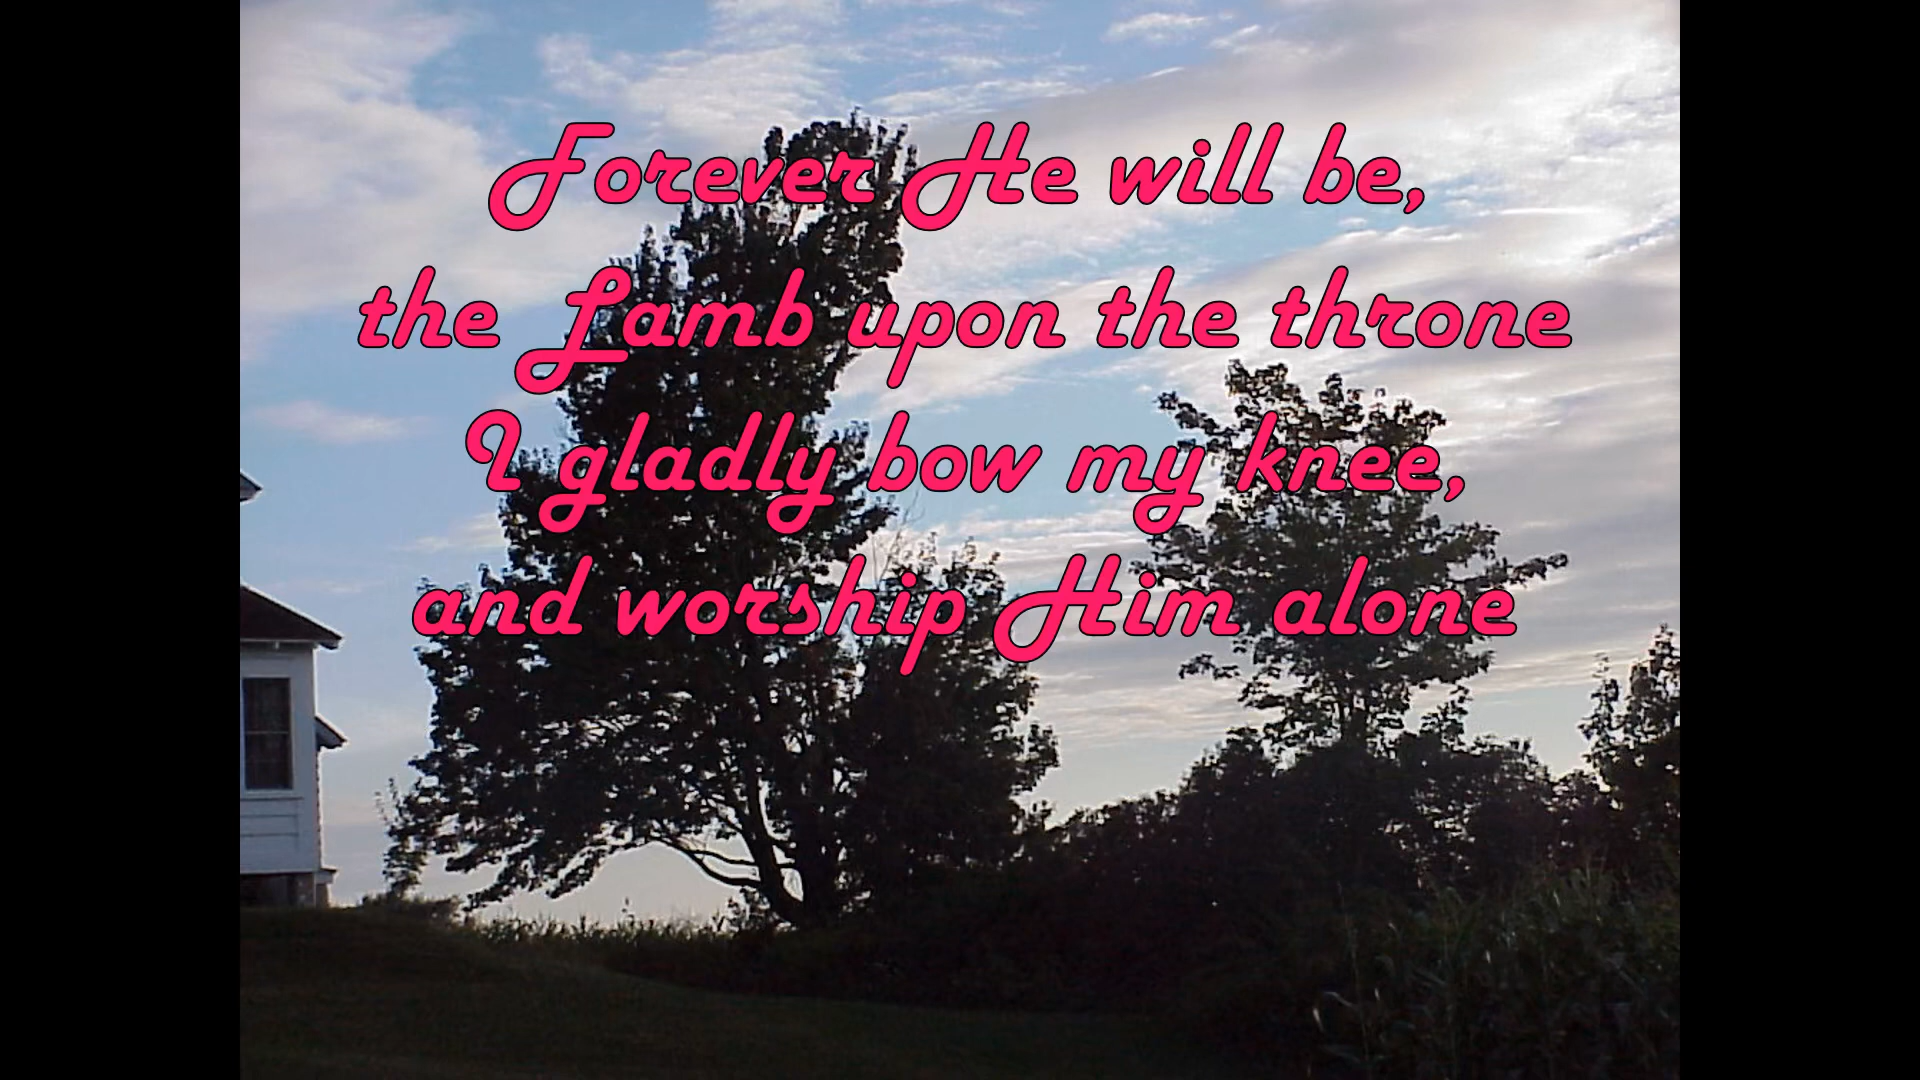 Forever He will be,
the Lamb upon the throne
I gladly bow my knee,
and worship Him alone